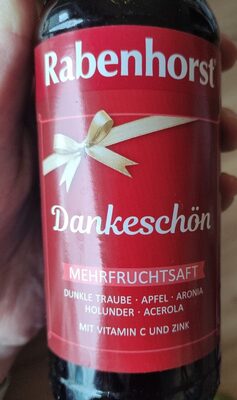 Rabenhorst
Dankeschön
MEHRFRUCHTSAFT
DUNKLE TRAUBE · APFEL · ARONIA
HOLUNDER · ACEROLA
MIT VITAMIN C UND ZINK